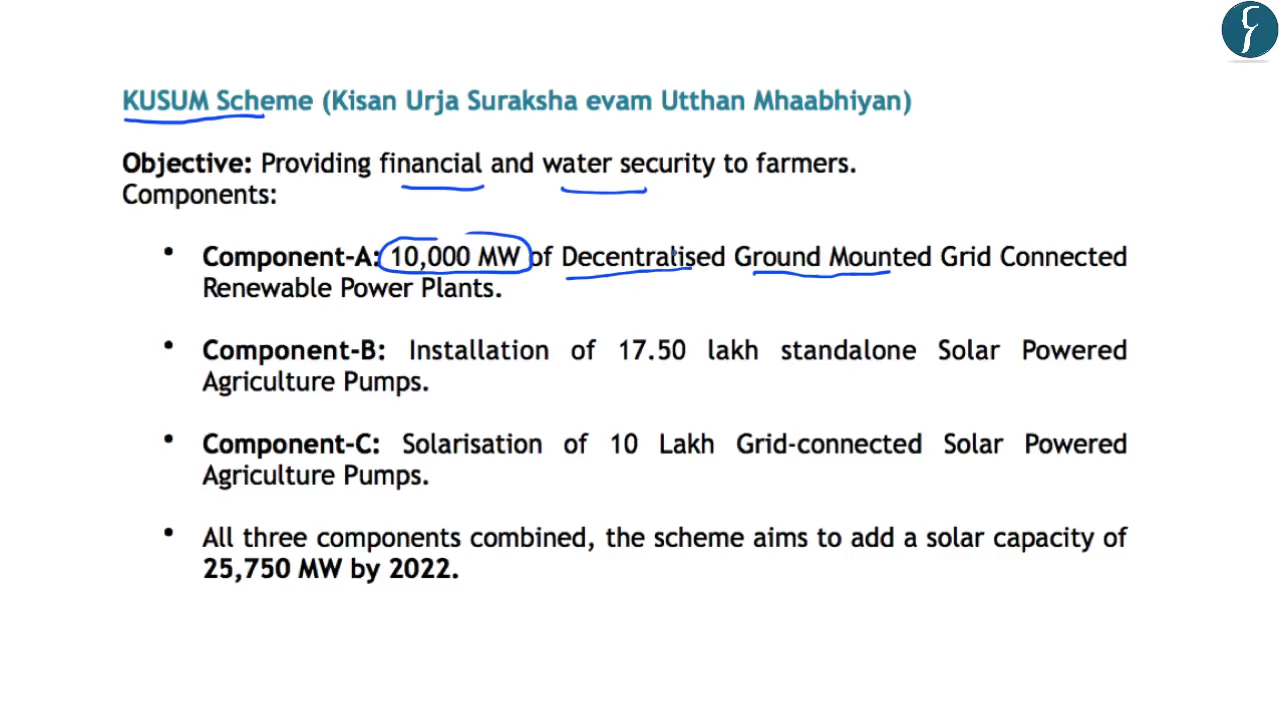 KUSUM Scheme (Kisan Urja Suraksha evam Utthan Mhaabhiyan)
Objective: Providing financial and water security to farmers.
Components:
• Component-A: 10,000 MW of Decentralised Ground Mounted Grid Connected
Renewable Power Plants.
• Component-B: Installation of 17.50 lakh standalone Solar Powered
Agriculture Pumps.
• Component-C: Solarisation of 10 Lakh Grid-connected Solar Powered
Agriculture Pumps.
• All three components combined, the scheme aims to add a solar capacity of
25,750 MW by 2022.